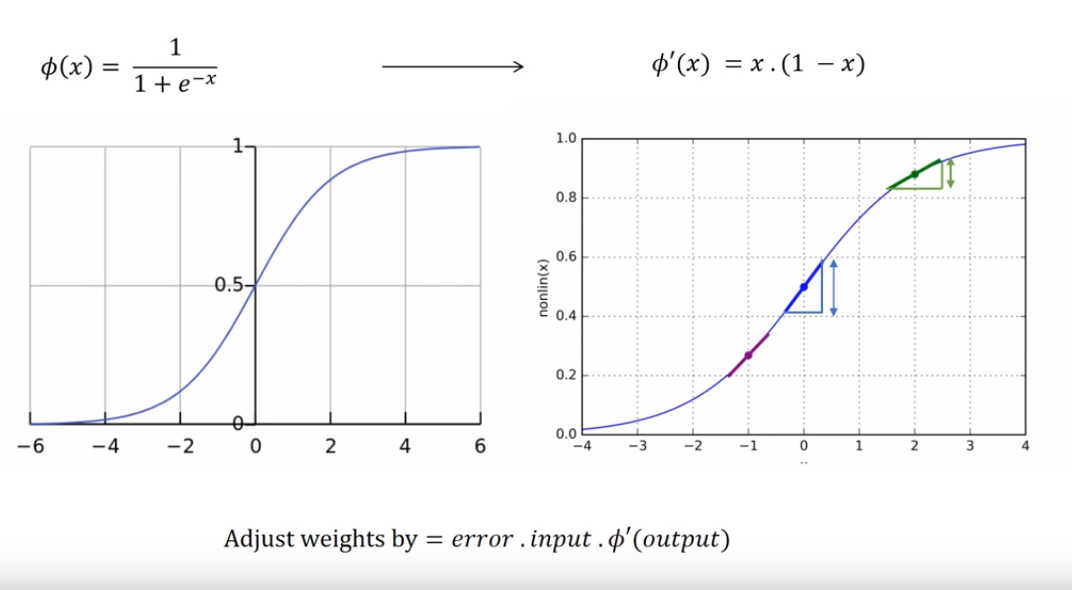 ϕ(x) = 1 / (1 + e^{−x})
ϕ′(x) = x . (1 − x)
1
0.5
0
−6 −4 −2 0 2 4 6
1.0
0.8
0.6
0.4
0.2
0.0
nonlin(x)
−4 −3 −2 −1 0 1 2 3 4
Adjust weights by = error . input . ϕ′(output)